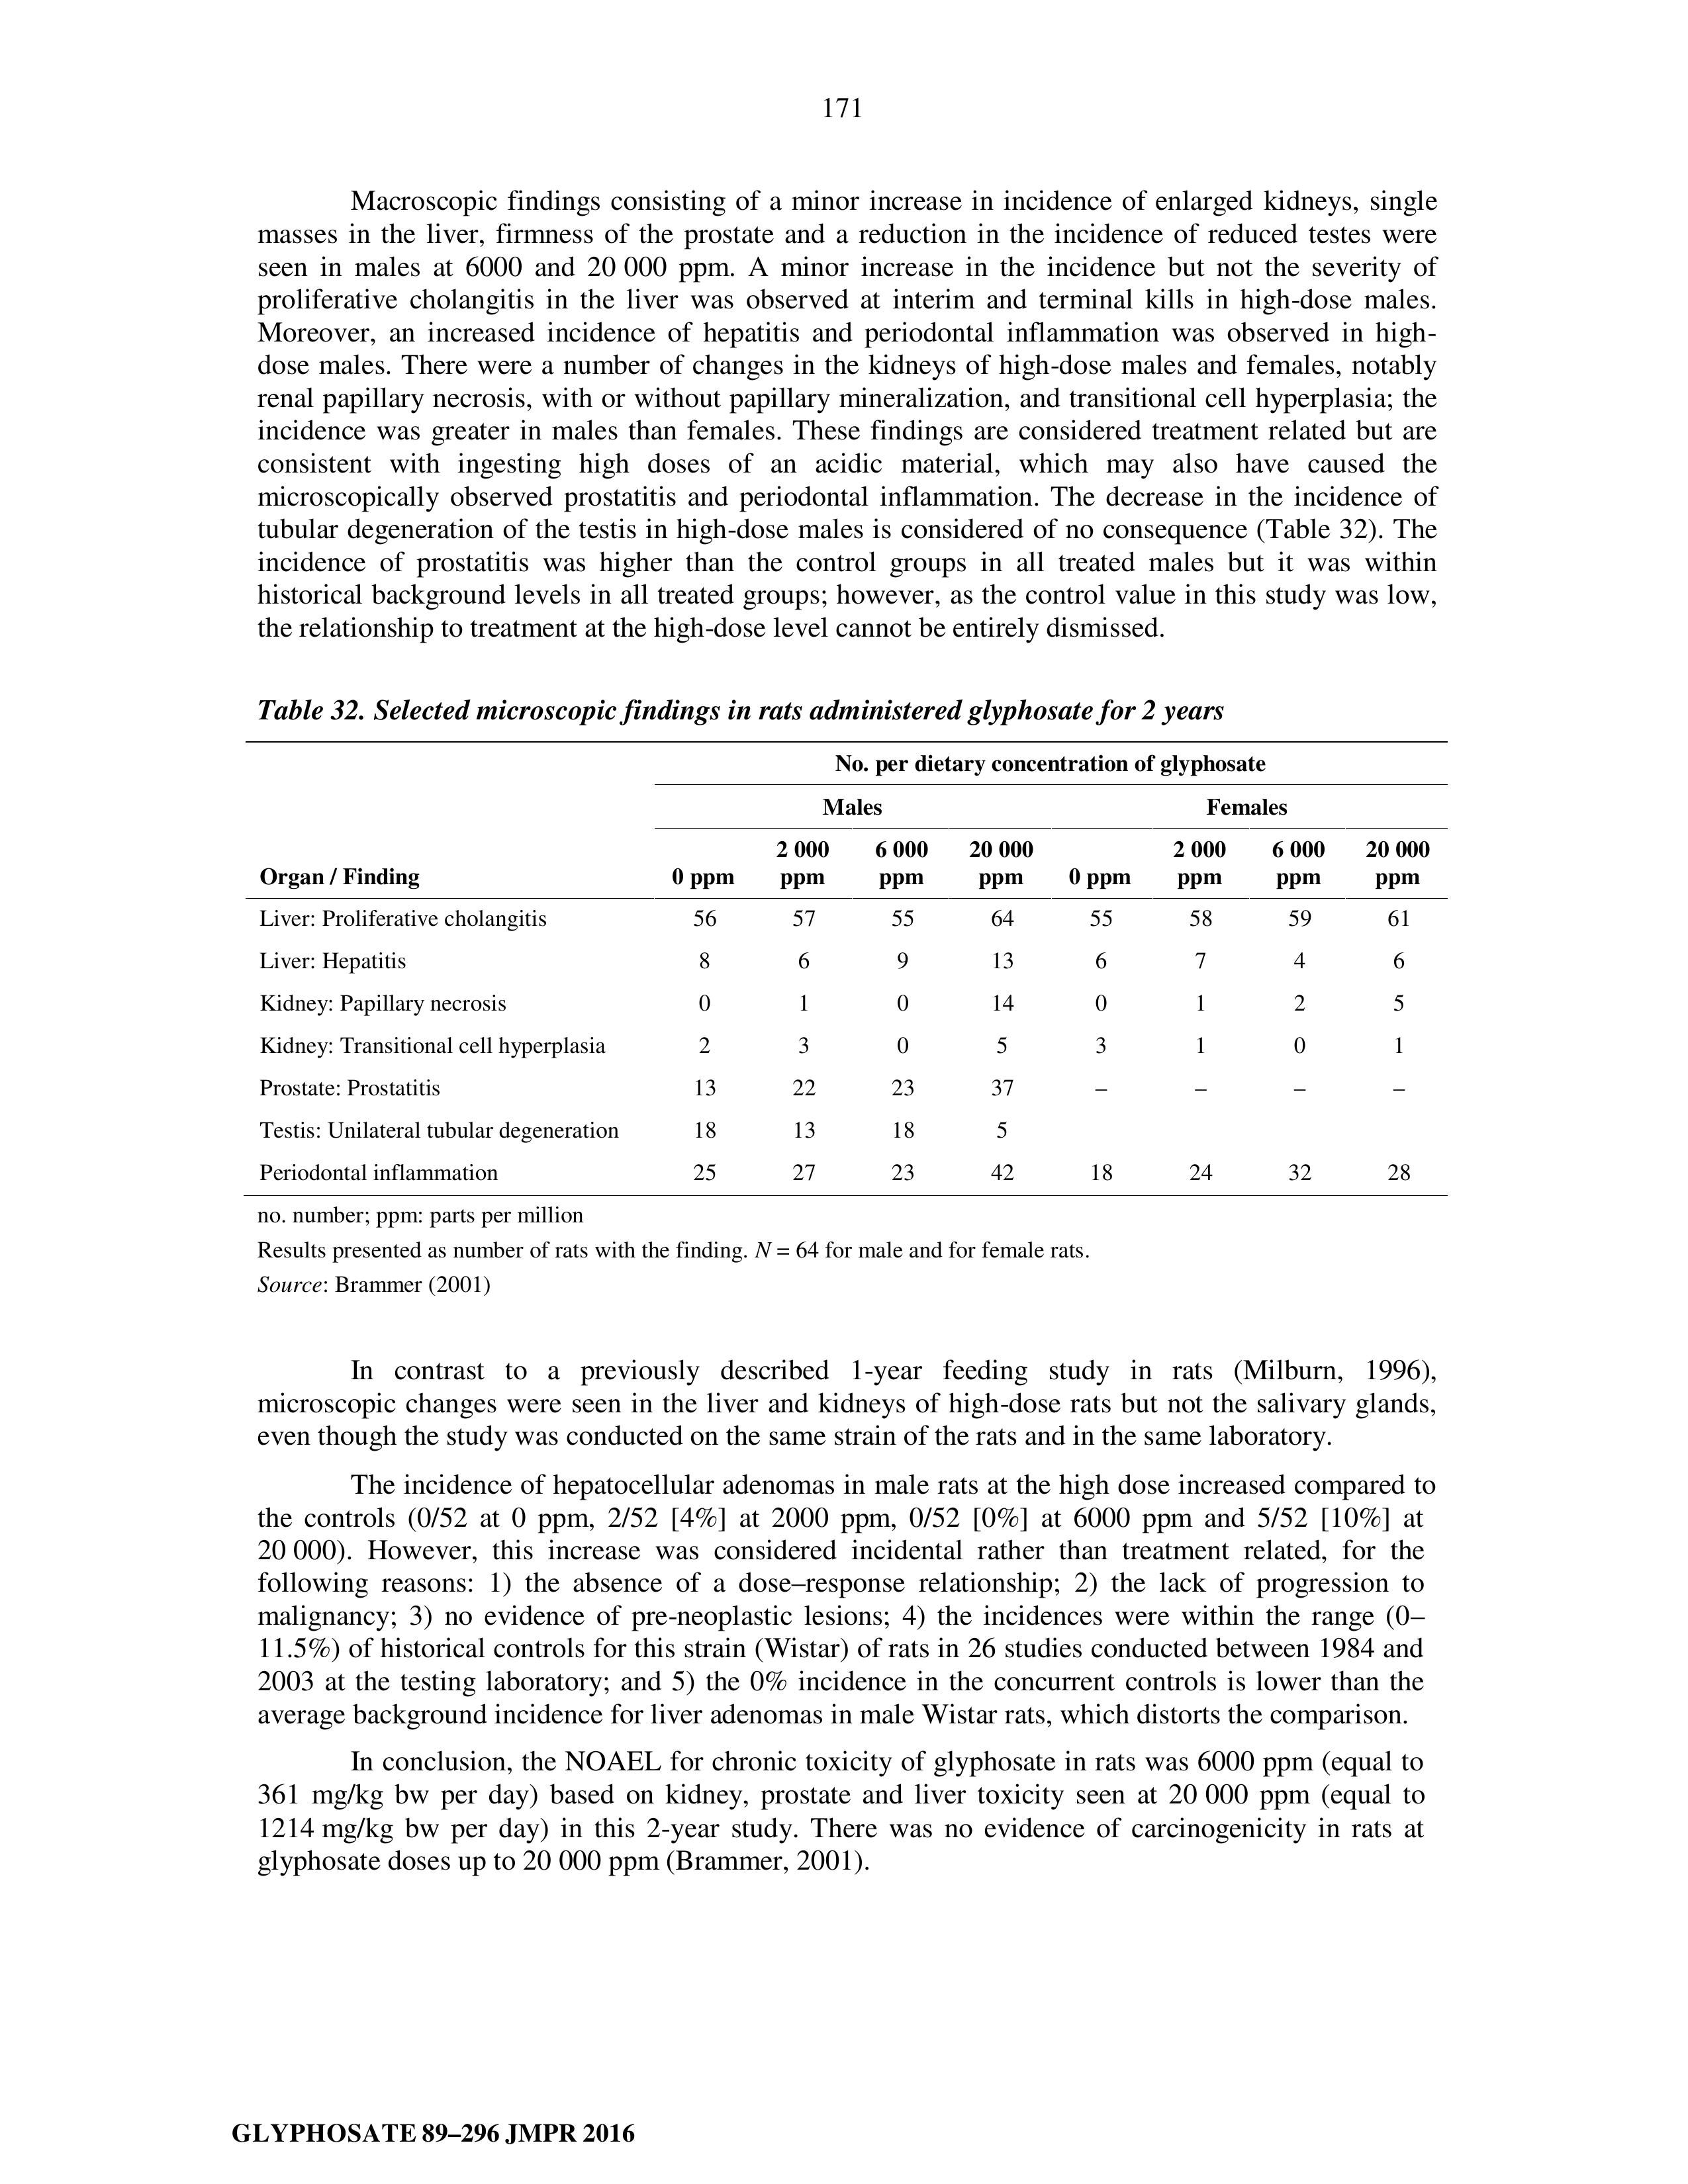 171
Macroscopic findings consisting of a minor increase in incidence of enlarged kidneys, single
masses in the liver, firmness of the prostate and a reduction in the incidence of reduced testes were
seen in males at 6000 and 20 000 ppm. A minor increase in the incidence but not the severity of
proliferative cholangitis in the liver was observed at interim and terminal kills in high-dose males.
Moreover, an increased incidence of hepatitis and periodontal inflammation was observed in high-
dose males. There were a number of changes in the kidneys of high-dose males and females, notably
renal papillary necrosis, with or without papillary mineralization, and transitional cell hyperplasia; the
incidence was greater in males than females. These findings are considered treatment related but are
consistent with ingesting high doses of an acidic material, which may also have caused the
microscopically observed prostatitis and periodontal inflammation. The decrease in the incidence of
tubular degeneration of the testis in high-dose males is considered of no consequence (Table 32). The
incidence of prostatitis was higher than the control groups in all treated males but it was within
historical background levels in all treated groups; however, as the control value in this study was low,
the relationship to treatment at the high-dose level cannot be entirely dismissed.
Table 32. Selected microscopic findings in rats administered glyphosate for 2 years
No. per dietary concentration of glyphosate
Males Females
2 000 6 000 20 000 2 000 6 000 20 000
Organ / Finding 0 ppm ppm ppm ppm 0 ppm ppm ppm ppm
Liver: Proliferative cholangitis 56 57 55 64 55 58 59 61
Liver: Hepatitis 8 6 9 13 6 7 4 6
Kidney: Papillary necrosis 0 1 0 14 0 1 2 5
Kidney: Transitional cell hyperplasia 2 3 0 5 3 1 0 1
Prostate: Prostatitis 13 22 23 37 – – – –
Testis: Unilateral tubular degeneration 18 13 18 5
Periodontal inflammation 25 27 23 42 18 24 32 28
no. number; ppm: parts per million
Results presented as number of rats with the finding. N = 64 for male and for female rats.
Source: Brammer (2001)
In contrast to a previously described 1-year feeding study in rats (Milburn, 1996),
microscopic changes were seen in the liver and kidneys of high-dose rats but not the salivary glands,
even though the study was conducted on the same strain of the rats and in the same laboratory.
The incidence of hepatocellular adenomas in male rats at the high dose increased compared to
the controls (0/52 at 0 ppm, 2/52 [4%] at 2000 ppm, 0/52 [0%] at 6000 ppm and 5/52 [10%] at
20 000). However, this increase was considered incidental rather than treatment related, for the
following reasons: 1) the absence of a dose–response relationship; 2) the lack of progression to
malignancy; 3) no evidence of pre-neoplastic lesions; 4) the incidences were within the range (0–
11.5%) of historical controls for this strain (Wistar) of rats in 26 studies conducted between 1984 and
2003 at the testing laboratory; and 5) the 0% incidence in the concurrent controls is lower than the
average background incidence for liver adenomas in male Wistar rats, which distorts the comparison.
In conclusion, the NOAEL for chronic toxicity of glyphosate in rats was 6000 ppm (equal to
361 mg/kg bw per day) based on kidney, prostate and liver toxicity seen at 20 000 ppm (equal to
1214 mg/kg bw per day) in this 2-year study. There was no evidence of carcinogenicity in rats at
glyphosate doses up to 20 000 ppm (Brammer, 2001).
GLYPHOSATE 89–296 JMPR 2016